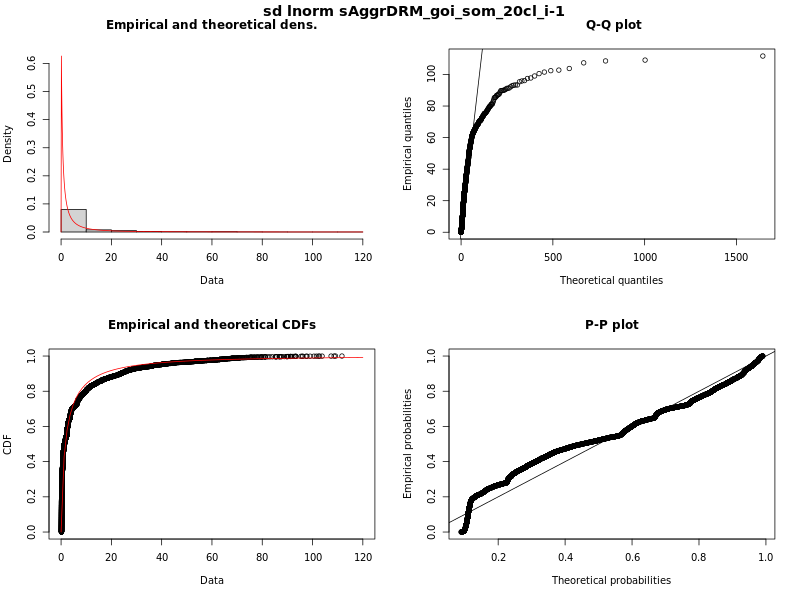 sd lnorm sAggrDRM_goi_som_20cl_i-1
Empirical and theoretical dens.
Density
0.0 0.1 0.2 0.3 0.4 0.5 0.6
0 20 40 60 80 100 120
Data
Q-Q plot
Empirical quantiles
0 20 40 60 80 100
0 500 1000 1500
Theoretical quantiles
Empirical and theoretical CDFs
CDF
0.0 0.2 0.4 0.6 0.8 1.0
0 20 40 60 80 100 120
Data
P-P plot
Empirical probabilities
0.0 0.2 0.4 0.6 0.8 1.0
0.2 0.4 0.6 0.8 1.0
Theoretical probabilities